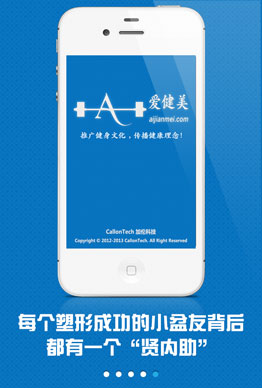 A
爱健美
aijianmei.com
推广健身文化，传播健康理念！
CallonTech 加伦科技
Copyright © 2012-2013 CallonTech. All Right Reserved
每个塑形成功的小盆友背后
都有一个“贤内助”